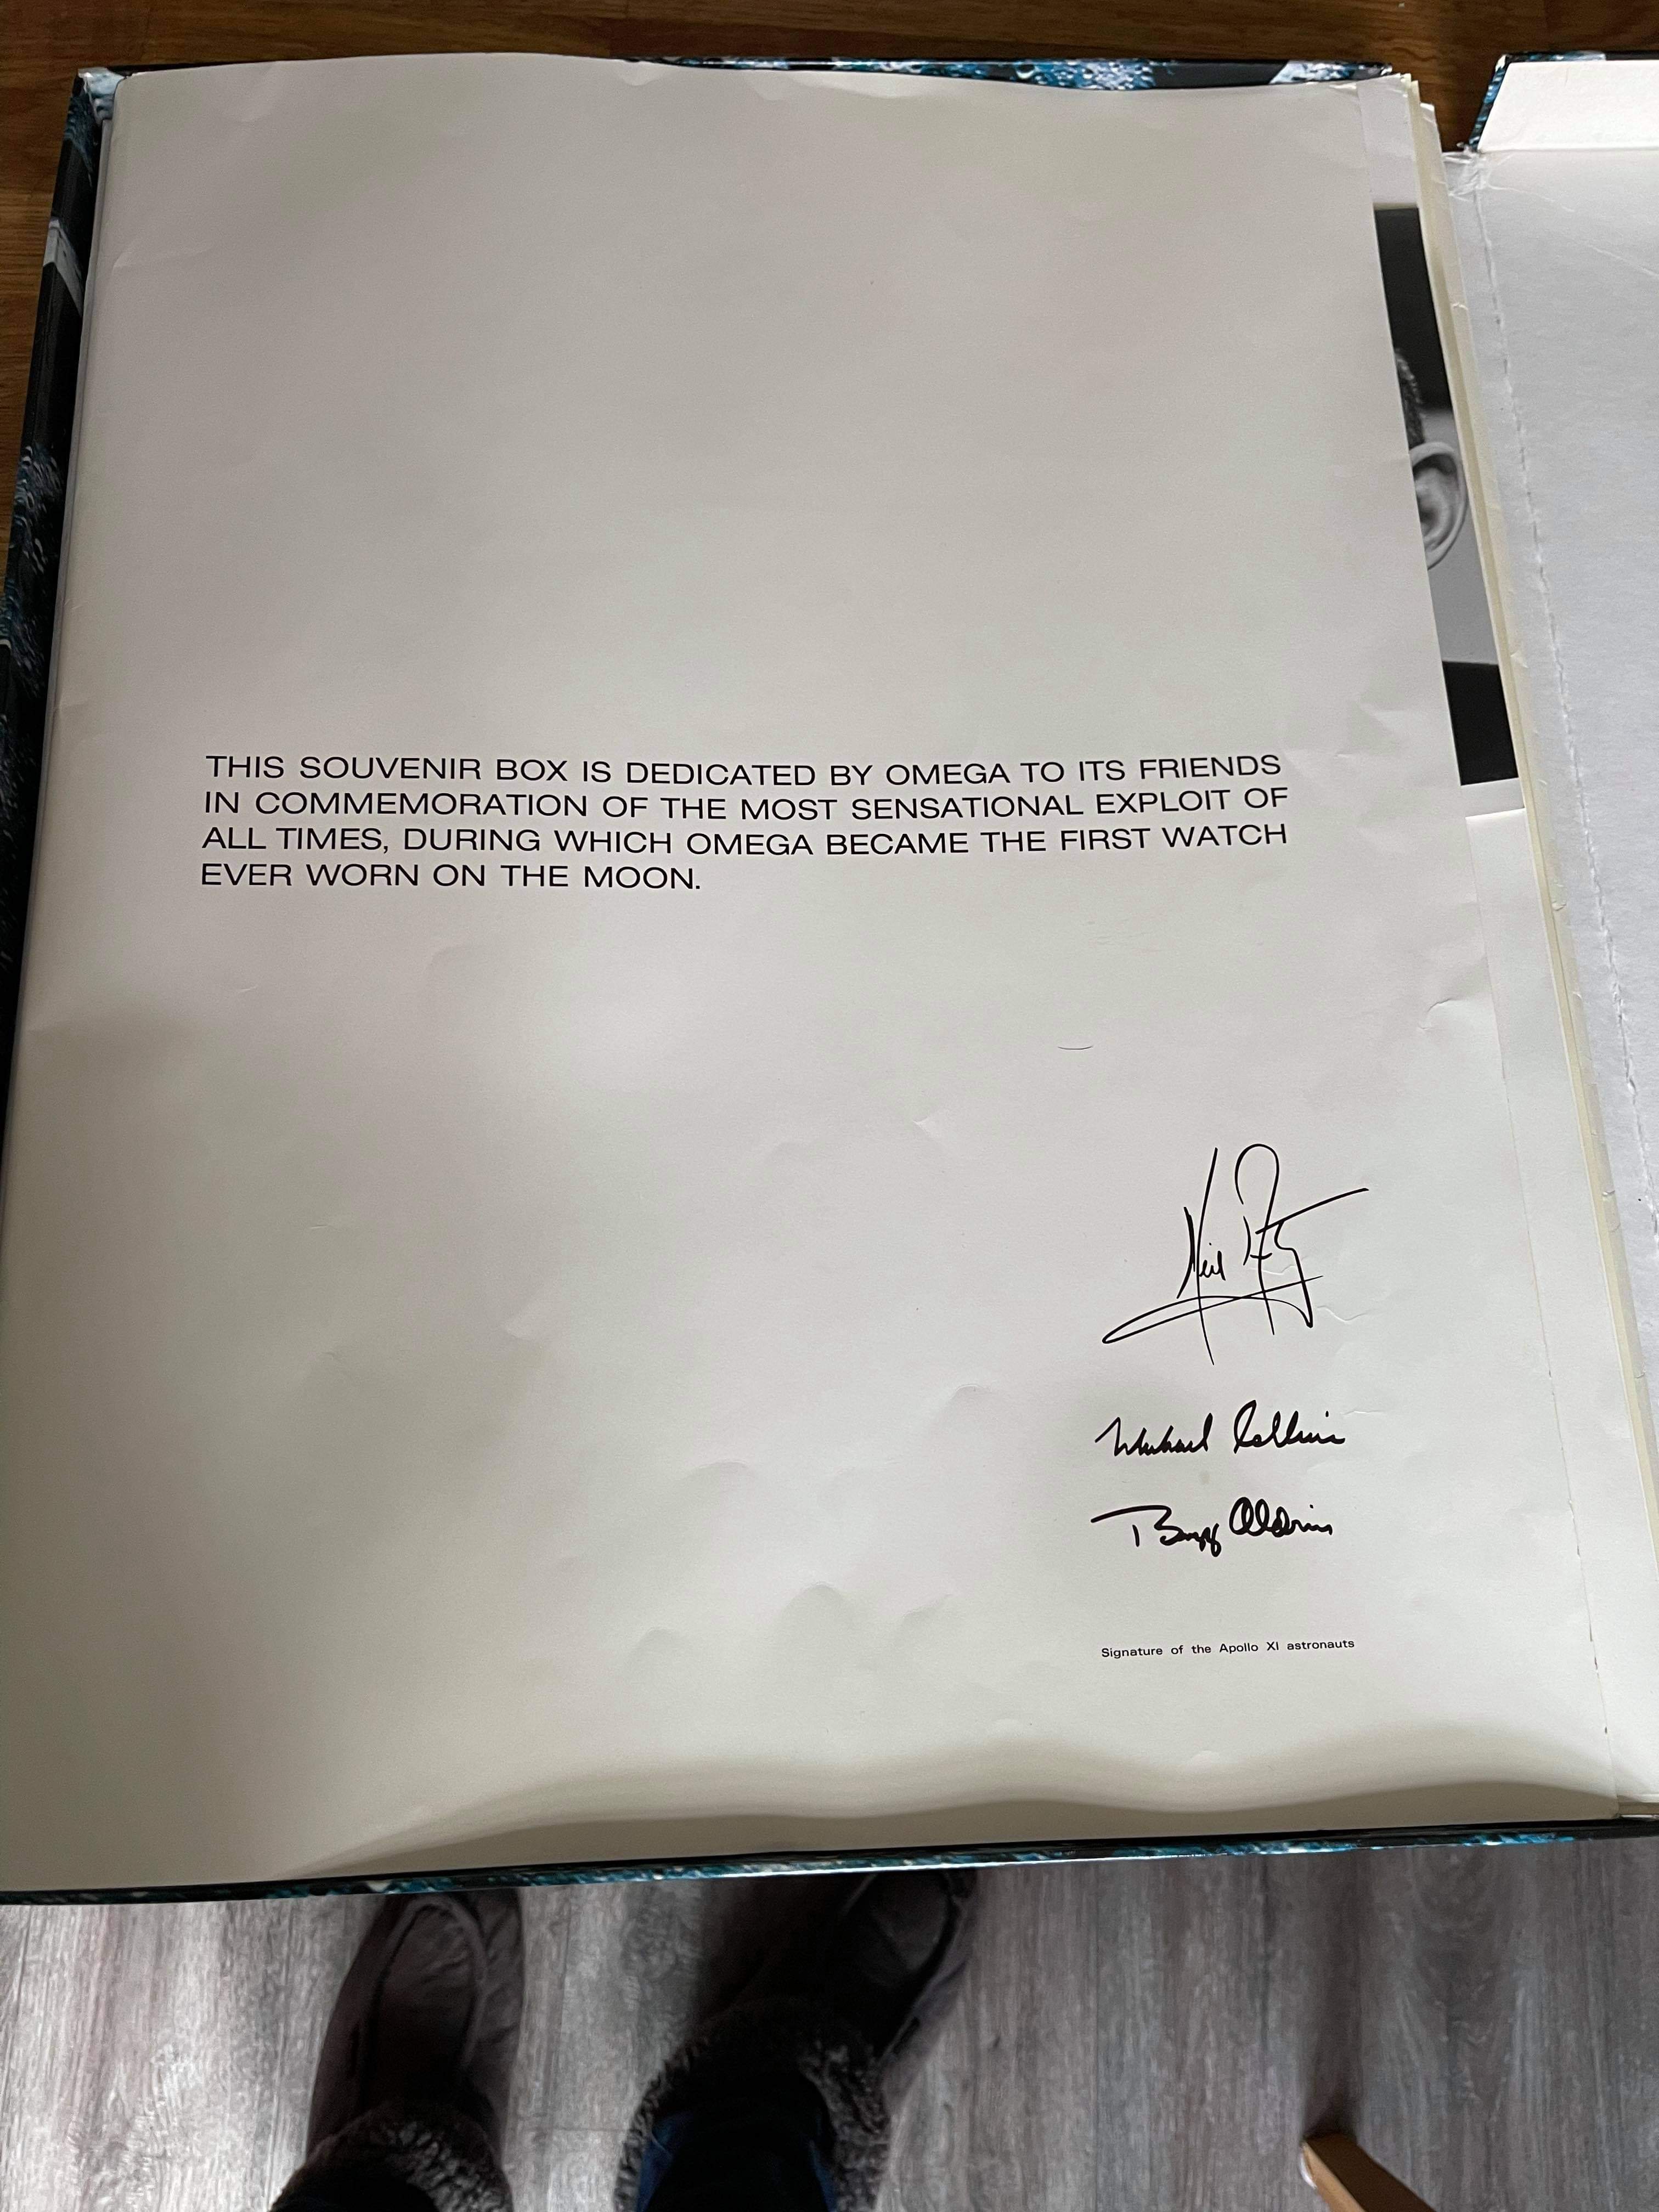 THIS SOUVENIR BOX IS DEDICATED BY OMEGA TO ITS FRIENDS
IN COMMEMORATION OF THE MOST SENSATIONAL EXPLOIT OF
ALL TIMES, DURING WHICH OMEGA BECAME THE FIRST WATCH
EVER WORN ON THE MOON.
Neil
Michael Collins
Buzz Aldrin
Signature of the Apollo XI astronauts